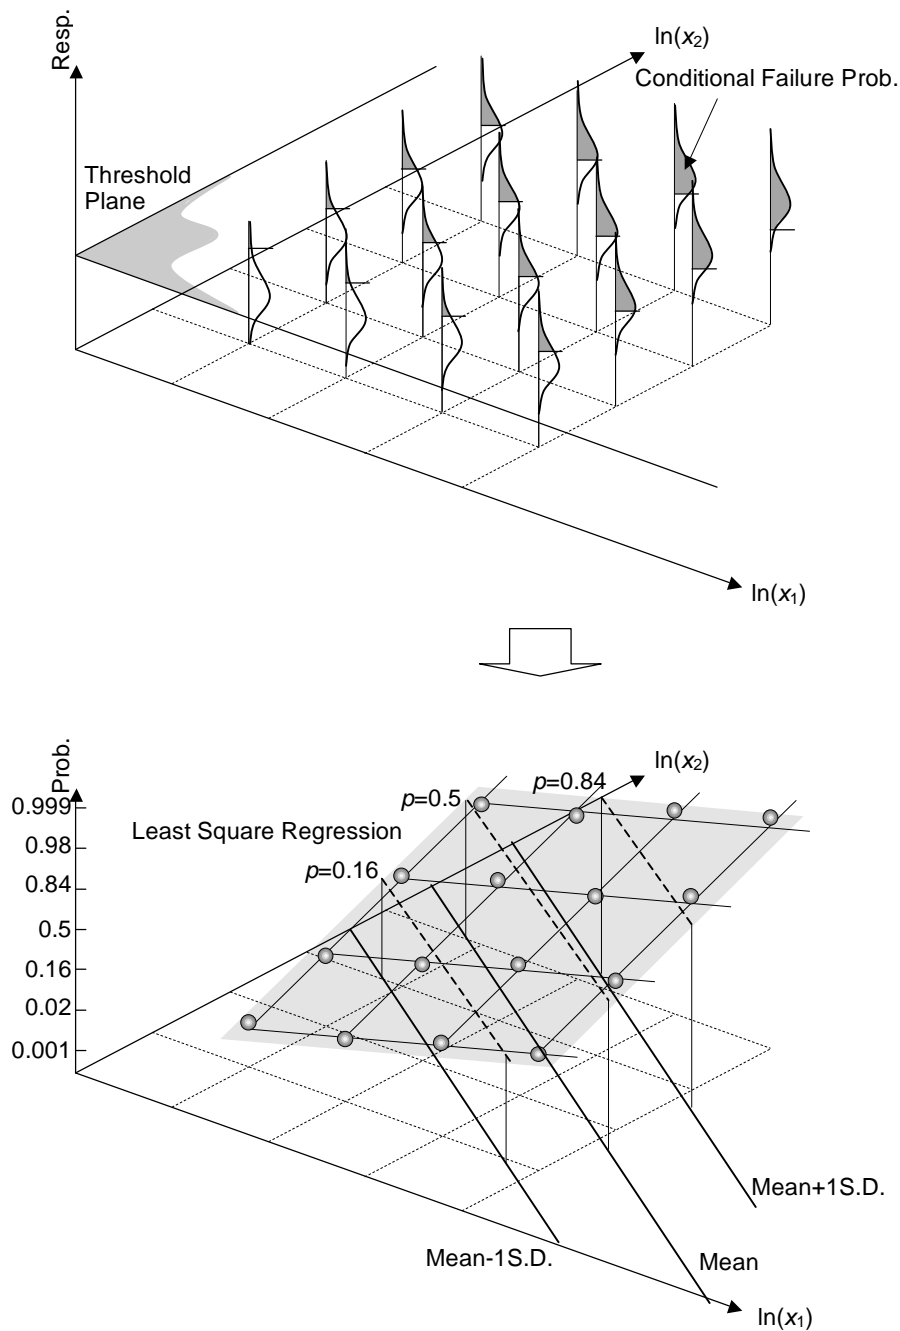 Resp.
ln(x₂)
Conditional Failure Prob.
Threshold
Plane
ln(x₁)
Prob.
ln(x₂)
0.999
0.98
0.84
0.5
0.16
0.02
0.001
Least Square Regression
p=0.5
p=0.84
p=0.16
Mean+1S.D.
Mean-1S.D.
Mean
ln(x₁)